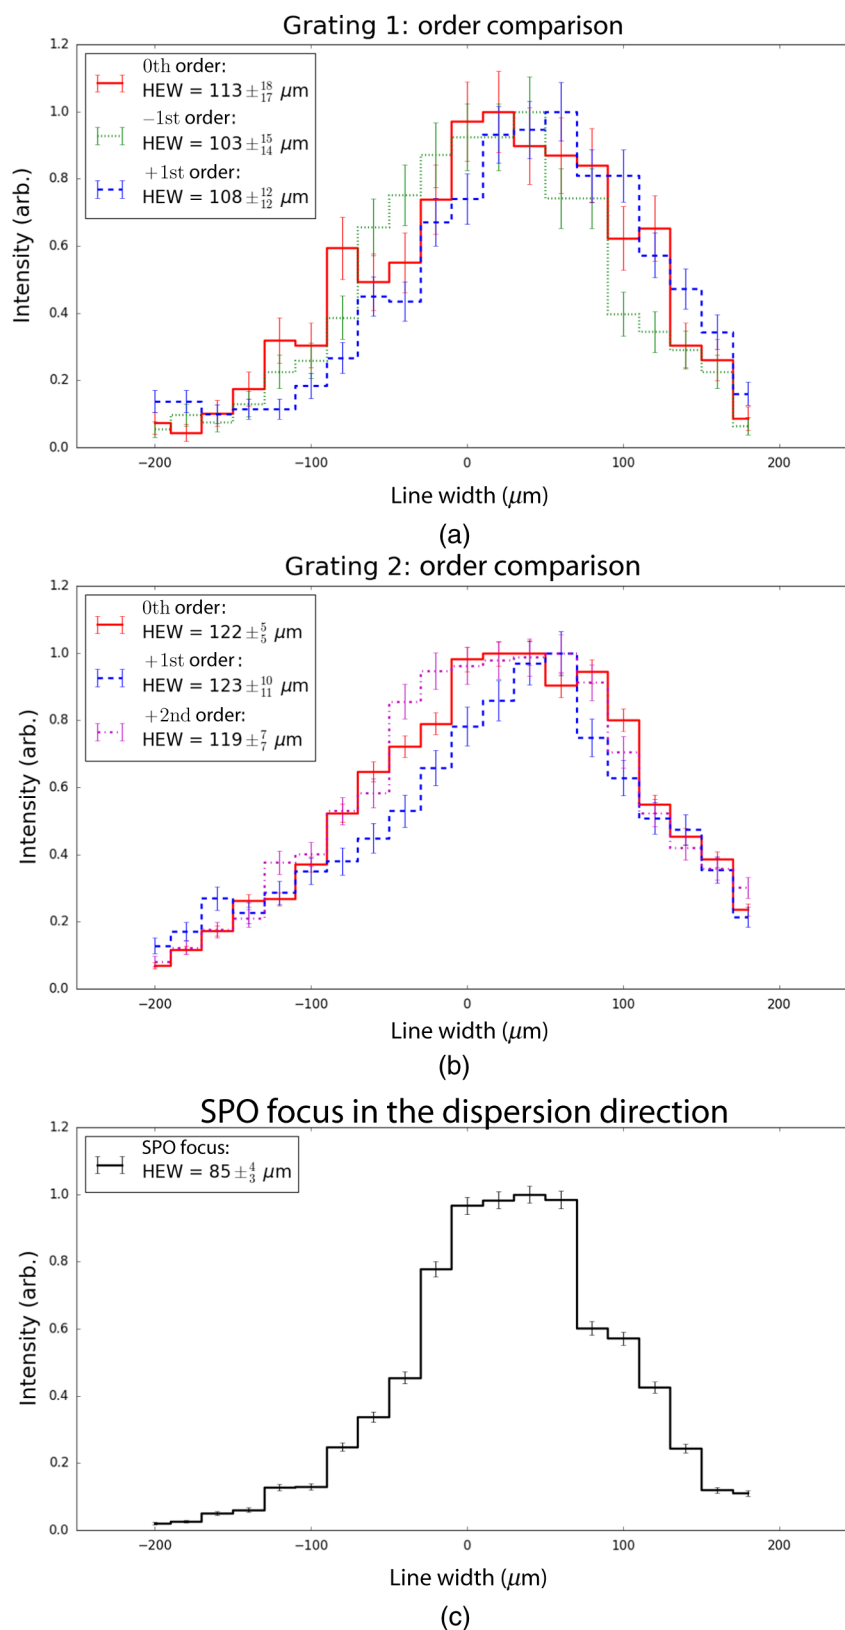 Grating 1: order comparison
1.2
1.0
0.8
0.6
0.4
0.2
0.0
Intensity (arb.)
0th order:
HEW = 113 ±18 17 μm
−1st order:
HEW = 103 ±15 14 μm
+1st order:
HEW = 108 ±12 12 μm
−200 −100 0 100 200
Line width (μm)
(a)
Grating 2: order comparison
1.2
1.0
0.8
0.6
0.4
0.2
0.0
Intensity (arb.)
0th order:
HEW = 122 ±5 5 μm
+1st order:
HEW = 123 ±10 11 μm
+2nd order:
HEW = 119 ±7 7 μm
−200 −100 0 100 200
Line width (μm)
(b)
SPO focus in the dispersion direction
1.2
1.0
0.8
0.6
0.4
0.2
0.0
Intensity (arb.)
SPO focus:
HEW = 85 ±4 3 μm
−200 −100 0 100 200
Line width (μm)
(c)